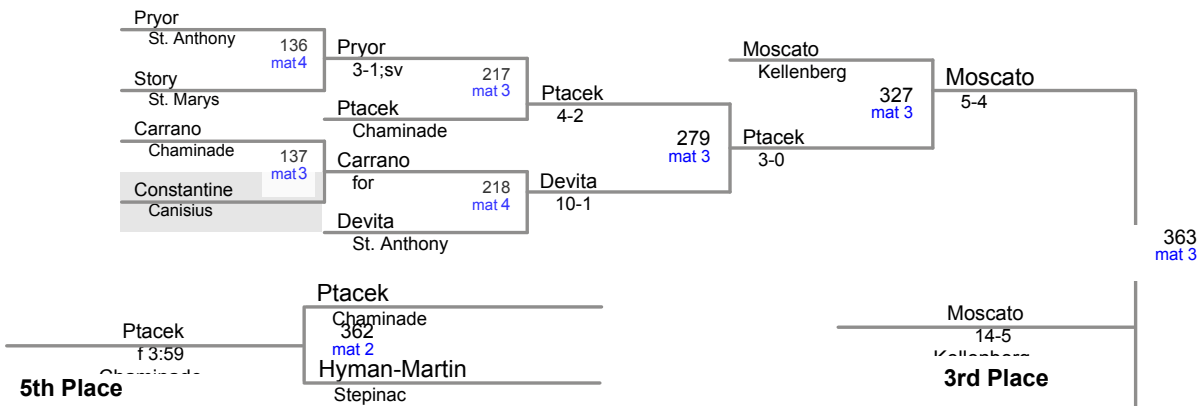 Pryor
St. Anthony
136
mat 4
Story
St. Marys
Carrano
Chaminade
137
mat 3
Constantine
Canisius
Pryor
3-1;sv
217
mat 3
Ptacek
Chaminade
Carrano
for
218
mat 4
Devita
St. Anthony
Ptacek
4-2
279
mat 3
Devita
10-1
Moscato
Kellenberg
327
mat 3
Ptacek
3-0
Moscato
5-4
363
mat 3
Ptacek
Chaminade
362
mat 2
Hyman-Martin
Stepinac
Ptacek
f 3:59
5th Place
Moscato
14-5
3rd Place